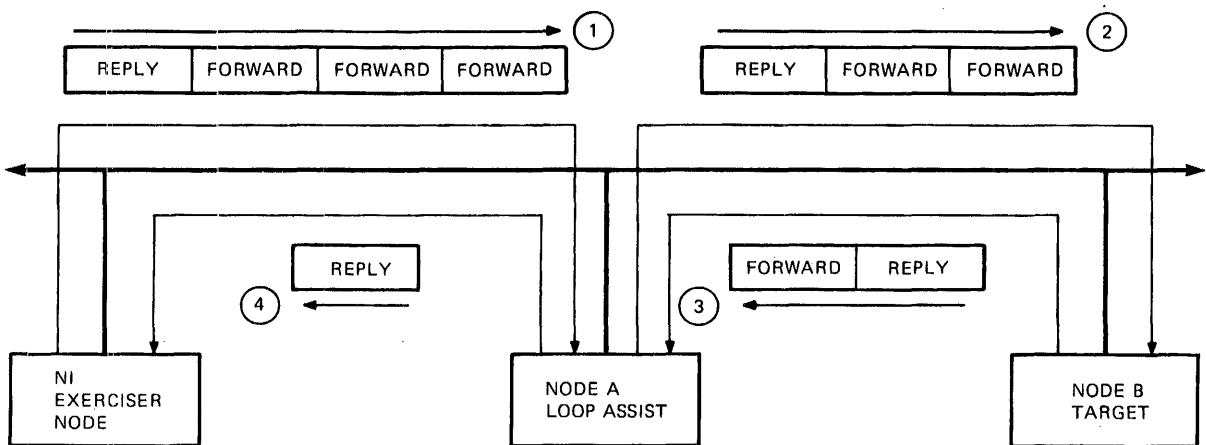 1
2
REPLY FORWARD FORWARD FORWARD
REPLY FORWARD FORWARD
REPLY
FORWARD REPLY
4
3
NI
EXERCISER
NODE
NODE A
LOOP ASSIST
NODE B
TARGET